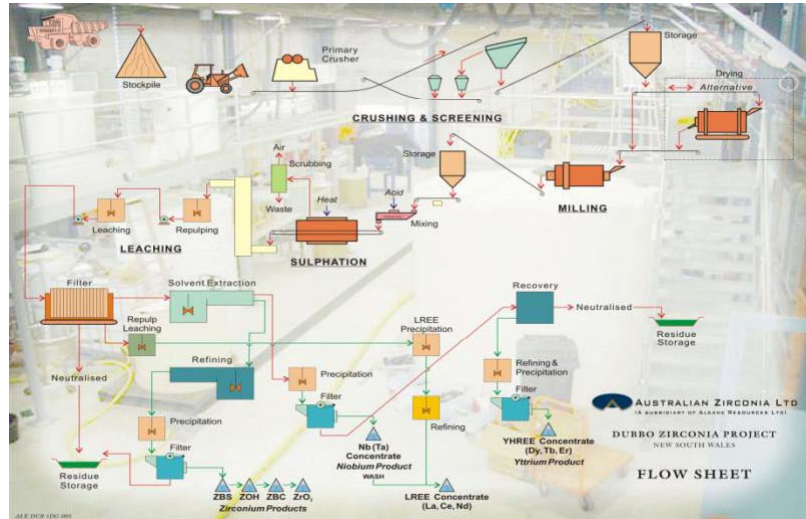 Stockpile
Primary
Crusher
CRUSHING & SCREENING
Storage
Drying
Alternative
MILLING
Storage
Air
Scrubbing
Waste
Heat
Acid
Mixing
SULPHATION
Leaching
Repulping
LEACHING
Filter
Solvent Extraction
Repulp
Leaching
LREE
Precipitation
Recovery
Neutralised
Residue
Storage
Neutralised
Refining
Precipitation
Filter
Refining &
Precipitation
Filter
Precipitation
Filter
Refining
Residue
Storage
Nb (Ta)
Concentrate
Niobium Product
WASH
YHREE Concentrate
(Dy, Tb, Er)
Yttrium Product
ZBS
ZOH
ZBC
ZrO₂
Zirconium Products
LREE Concentrate
(La, Ce, Nd)
AUSTRALIAN ZIRCONIA LTD
(A SUBSIDIARY OF ALKANE RESOURCES LTD)
DUBBO ZIRCONIA PROJECT
NEW SOUTH WALES
FLOW SHEET